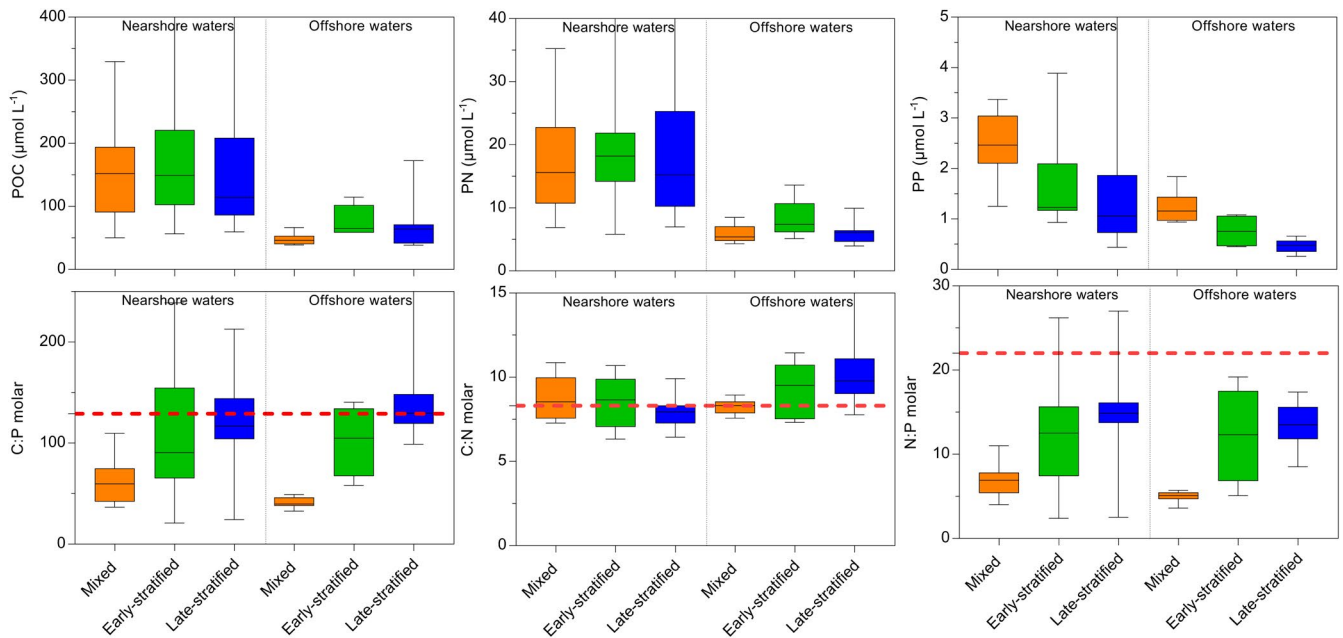 Nearshore waters
Offshore waters
POC (µmol L⁻¹)
400
300
200
100
0
Nearshore waters
Offshore waters
PN (µmol L⁻¹)
40
30
20
10
0
Nearshore waters
Offshore waters
PP (µmol L⁻¹)
5
4
3
2
1
0
Nearshore waters
Offshore waters
C:P molar
200
100
0
Mixed
Early-stratified
Late-stratified
Mixed
Early-stratified
Late-stratified
Nearshore waters
Offshore waters
C:N molar
15
10
5
0
Mixed
Early-stratified
Late-stratified
Mixed
Early-stratified
Late-stratified
Nearshore waters
Offshore waters
N:P molar
30
20
10
0
Mixed
Early-stratified
Late-stratified
Mixed
Early-stratified
Late-stratified